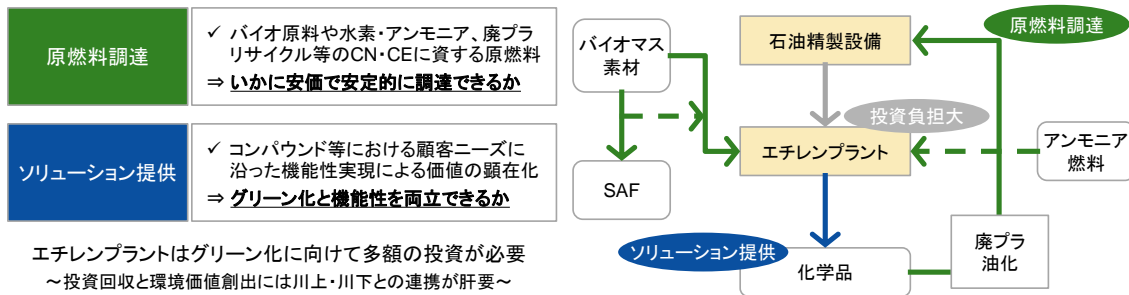 原燃料調達
✓ バイオ原料や水素・アンモニア、廃プラ
リサイクル等のCN・CEに資する原燃料
⇒ いかに安価で安定的に調達できるか
ソリューション提供
✓ コンパウンド等における顧客ニーズに
沿った機能性実現による価値の顕在化
⇒ グリーン化と機能性を両立できるか
エチレンプラントはグリーン化に向けて多額の投資が必要
～投資回収と環境価値創出には川上・川下との連携が肝要～
バイオマス
素材
SAF
石油精製設備
原燃料調達
投資負担大
エチレンプラント
アンモニア
燃料
ソリューション提供
化学品
廃プラ
油化